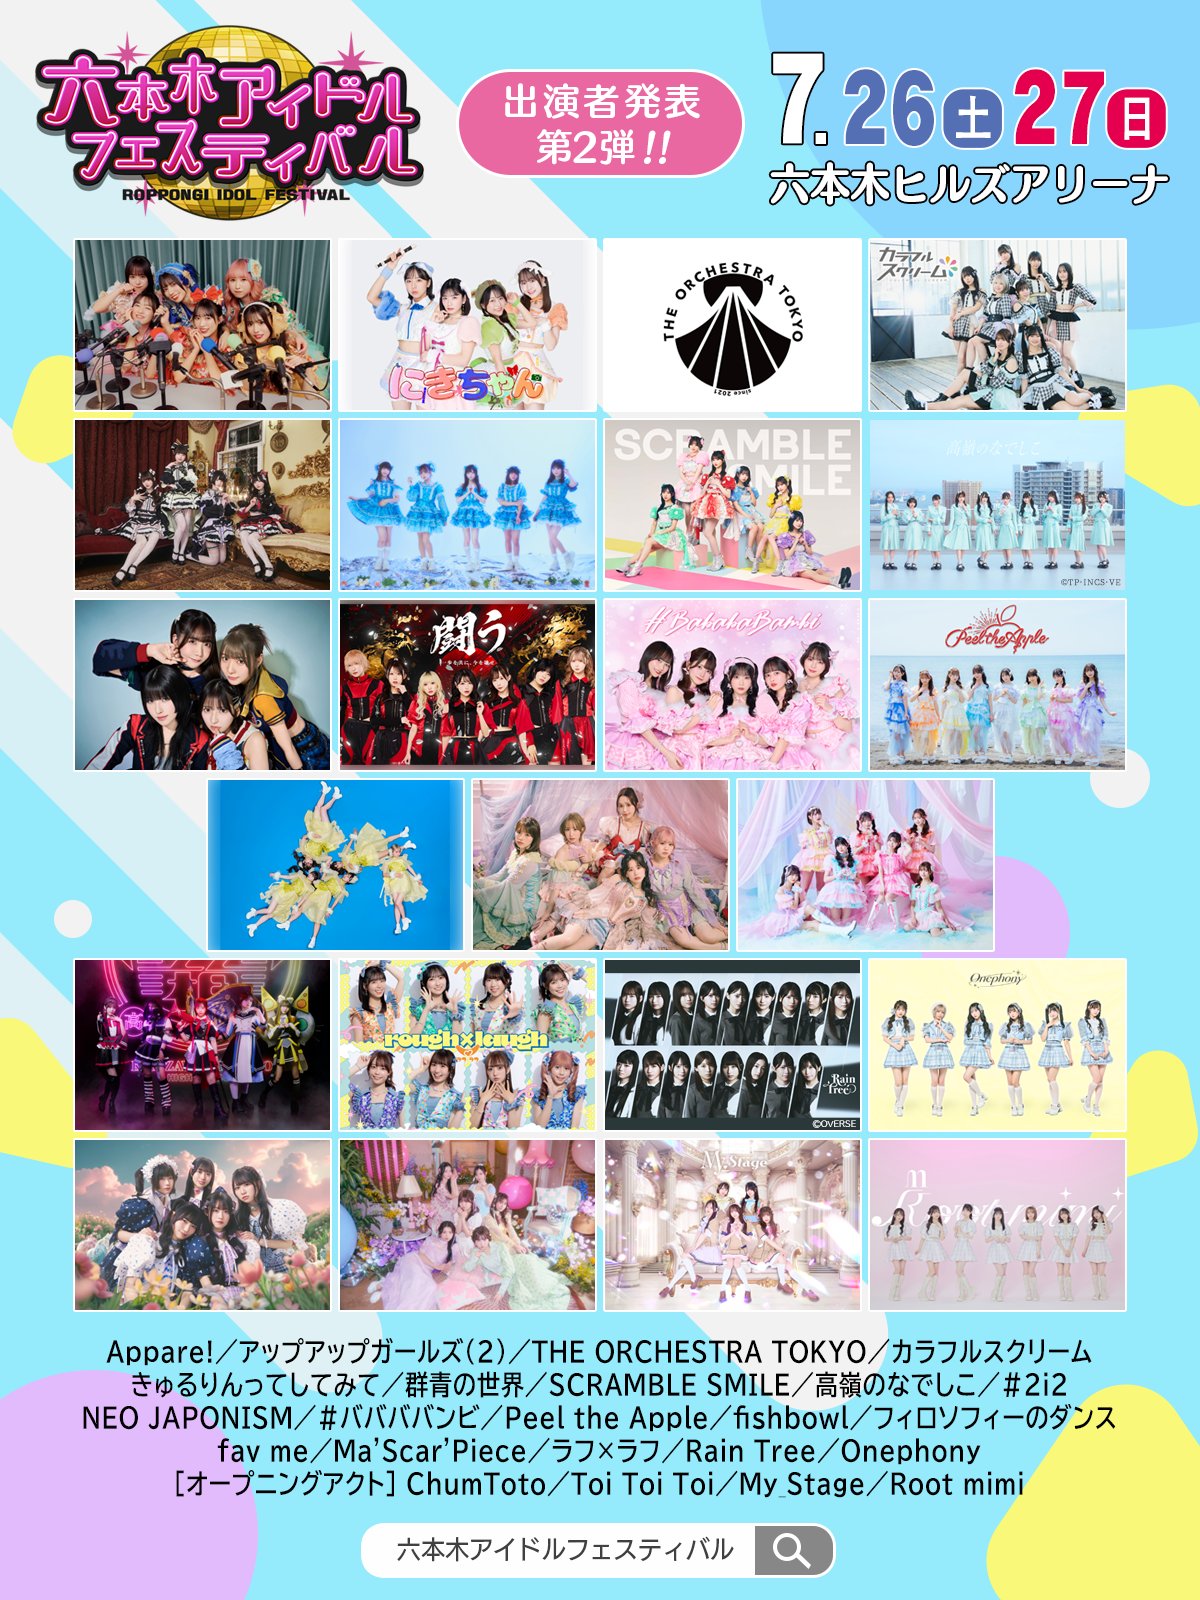 六本木アイドル
フェスティバル
ROPPONGI IDOL FESTIVAL
出演者発表
第2弾!!
7.26土27日
六本木ヒルズアリーナ
にきちゃん
THE ORCHESTRA TOKYO
since 2021
カラフル
スクリーム
SCRAMBLE
SMILE
高嶺のなでしこ
©TP・INCS・VE
闘う
#BabababaBambi
Peel the Apple
rough×laugh
Rain
Tree
©OVERSE
Onephony
My Stage
Root mimi
Appare!／アップアップガールズ(2)／THE ORCHESTRA TOKYO／カラフルスクリーム
きゅるりんってしてみて／群青の世界／SCRAMBLE SMILE／高嶺のなでしこ／#2i2
NEO JAPONISM／#ババババンビ／Peel the Apple／fishbowl／フィロソフィーのダンス
fav me／Ma'Scar'Piece／ラフ×ラフ／Rain Tree／Onephony
[オープニングアクト] ChumToto／Toi Toi Toi／My_Stage／Root mimi
六本木アイドルフェスティバル